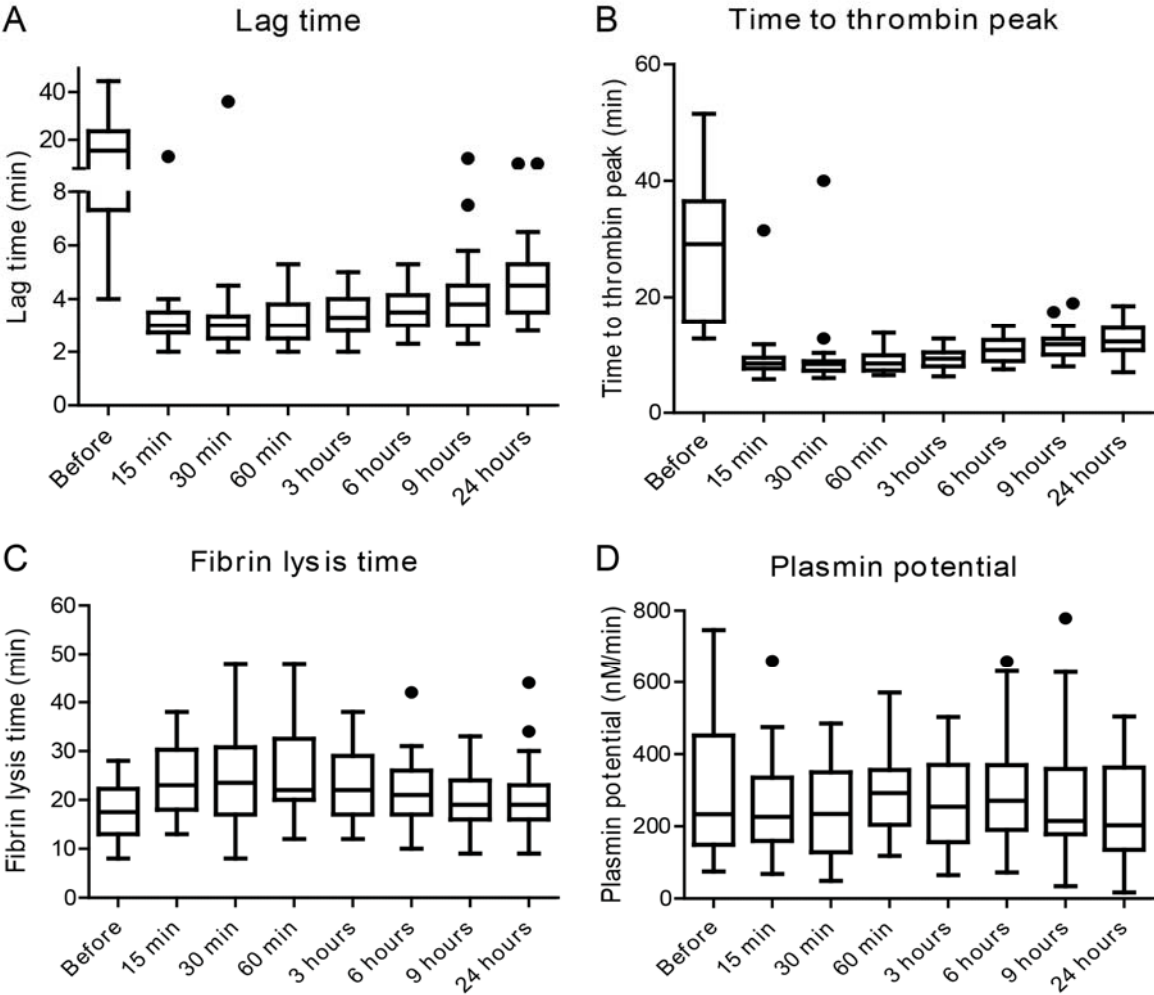 A
Lag time
Lag time (min)
40
20
8
6
4
2
0
Before
15 min
30 min
60 min
3 hours
6 hours
9 hours
24 hours
B
Time to thrombin peak
Time to thrombin peak (min)
60
40
20
0
Before
15 min
30 min
60 min
3 hours
6 hours
9 hours
24 hours
C
Fibrin lysis time
Fibrin lysis time (min)
60
50
40
30
20
10
0
Before
15 min
30 min
60 min
3 hours
6 hours
9 hours
24 hours
D
Plasmin potential
Plasmin potential (nM/min)
800
600
400
200
0
Before
15 min
30 min
60 min
3 hours
6 hours
9 hours
24 hours